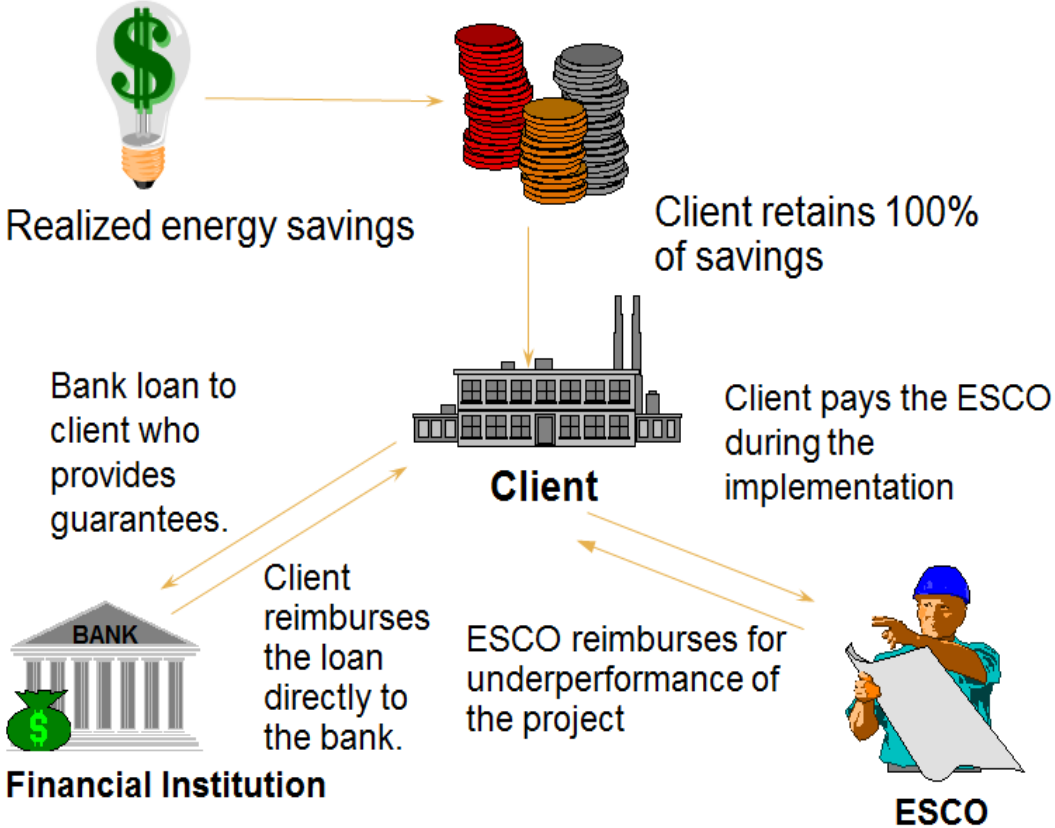 Realized energy savings
Client retains 100%
of savings
Bank loan to
client who
provides
guarantees.
Client
Client pays the ESCO
during the
implementation
BANK
Client
reimburses
the loan
directly to
the bank.
ESCO reimburses for
underperformance of
the project
Financial Institution
ESCO
$
$